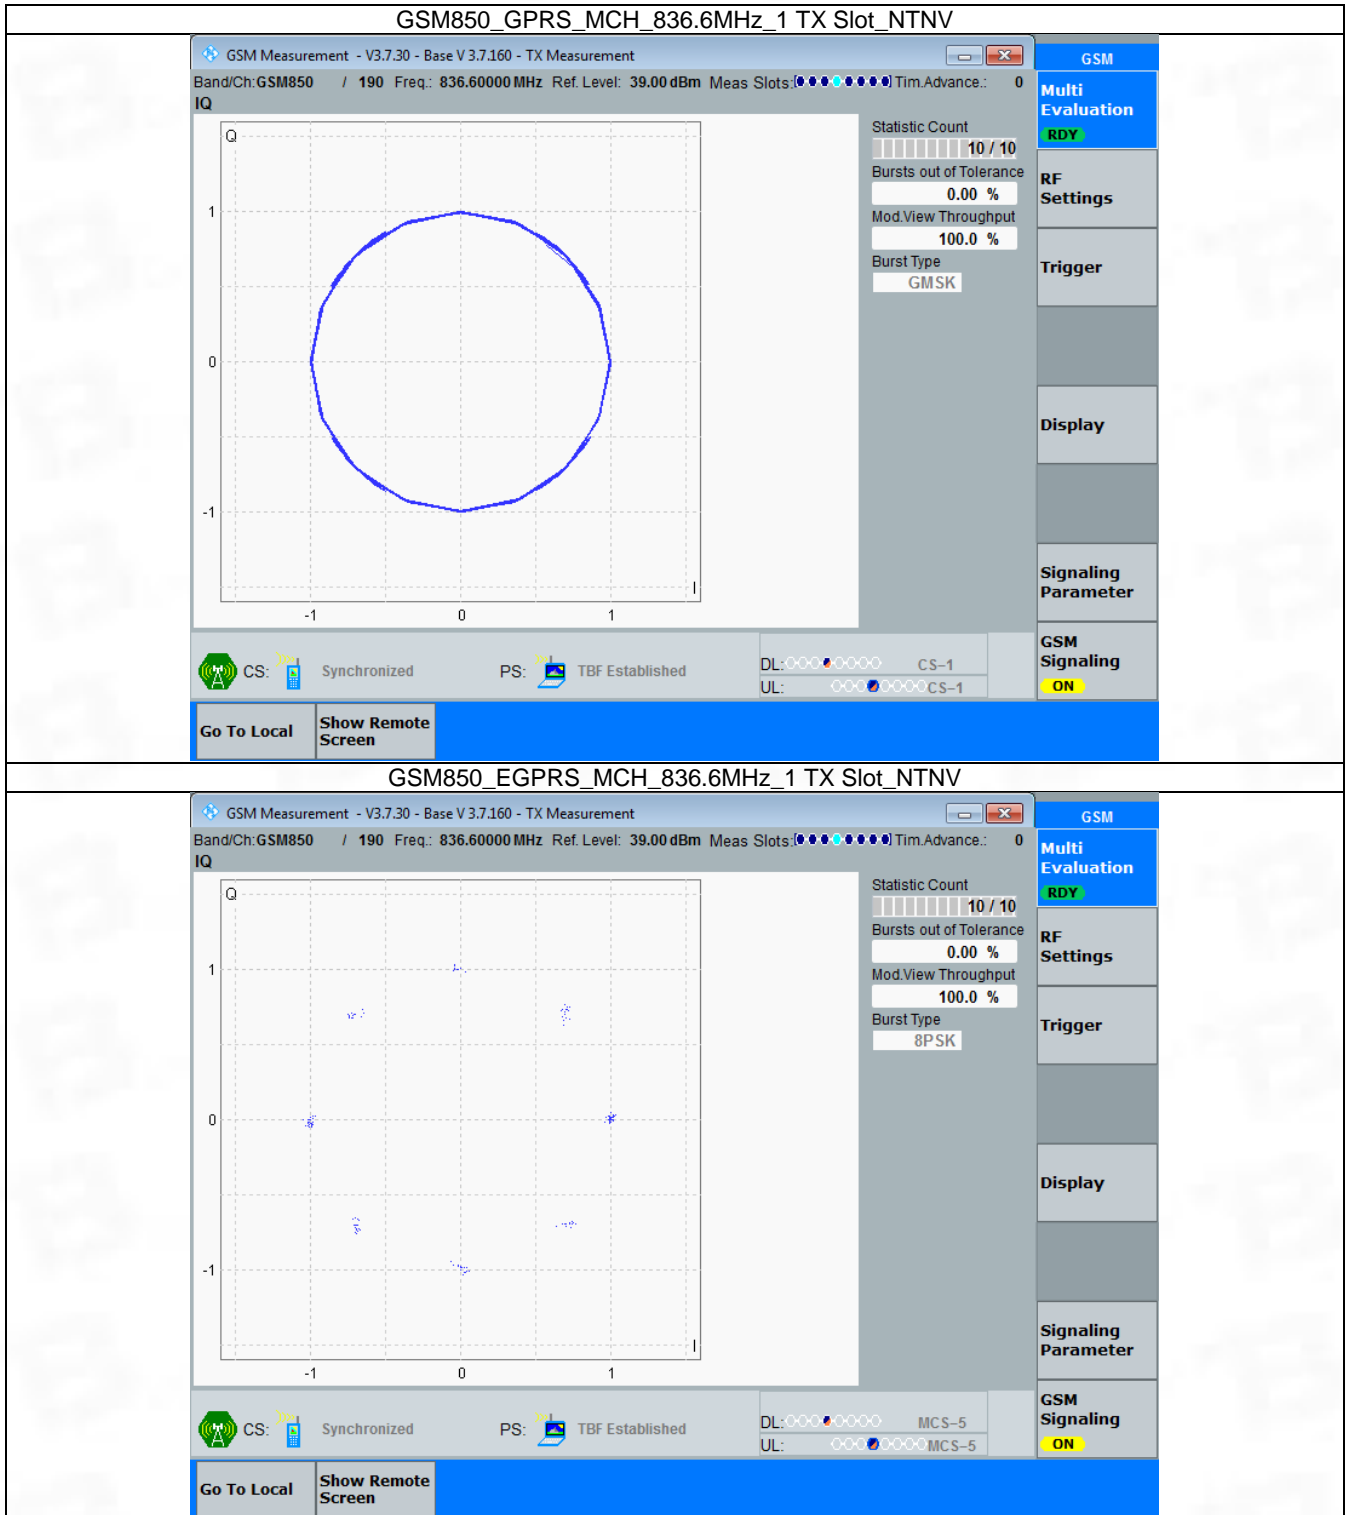 GSM850_GPRS_MCH_836.6MHz_1 TX Slot_NTNV
GSM Measurement - V3.7.30 - Base V 3.7.160 - TX Measurement
GSM
Band/Ch:GSM850 / 190 Freq.: 836.60000 MHz Ref. Level: 39.00 dBm Meas Slots: Tim.Advance.: 0
IQ
Multi
Evaluation
RDY
Q
1
0
-1
I
-1 0 1
Statistic Count
10 / 10
Bursts out of Tolerance
0.00 %
Mod.View Throughput
100.0 %
Burst Type
GMSK
RF
Settings
Trigger
Display
Signaling
Parameter
GSM
Signaling
ON
CS: Synchronized PS: TBF Established
DL: CS-1
UL: CS-1
Go To Local
Show Remote
Screen
GSM850_EGPRS_MCH_836.6MHz_1 TX Slot_NTNV
GSM Measurement - V3.7.30 - Base V 3.7.160 - TX Measurement
GSM
Band/Ch:GSM850 / 190 Freq.: 836.60000 MHz Ref. Level: 39.00 dBm Meas Slots: Tim.Advance.: 0
IQ
Multi
Evaluation
RDY
Q
1
0
-1
I
-1 0 1
Statistic Count
10 / 10
Bursts out of Tolerance
0.00 %
Mod.View Throughput
100.0 %
Burst Type
8PSK
RF
Settings
Trigger
Display
Signaling
Parameter
GSM
Signaling
ON
CS: Synchronized PS: TBF Established
DL: MCS-5
UL: MCS-5
Go To Local
Show Remote
Screen